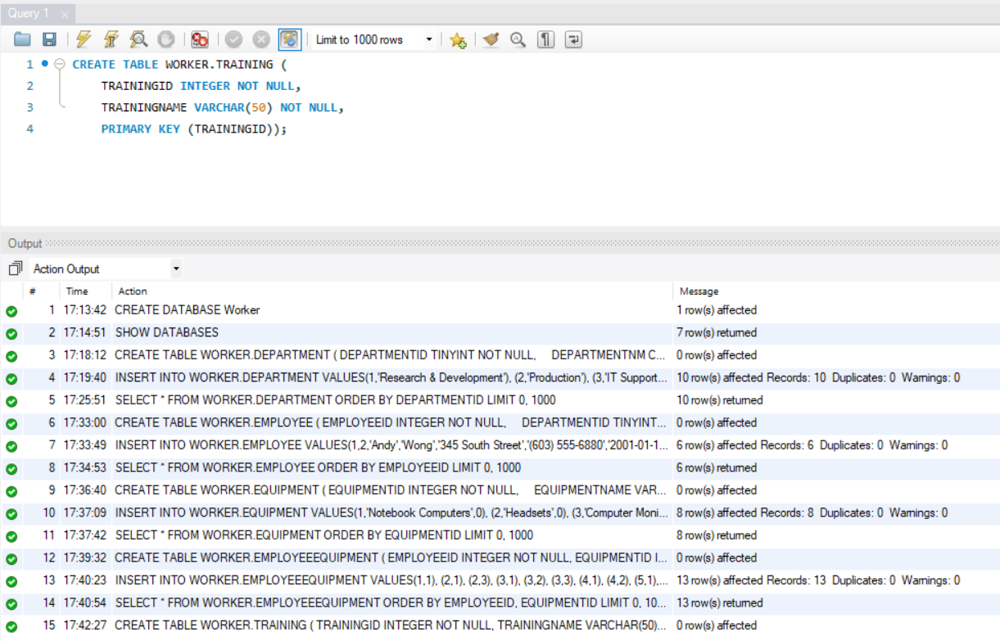 Query 1
Limit to 1000 rows
1 CREATE TABLE WORKER.TRAINING (
2 TRAININGID INTEGER NOT NULL,
3 TRAININGNAME VARCHAR(50) NOT NULL,
4 PRIMARY KEY (TRAININGID));
Output
Action Output
# Time Action Message
1 17:13:42 CREATE DATABASE Worker 1 row(s) affected
2 17:14:51 SHOW DATABASES 7 row(s) returned
3 17:18:12 CREATE TABLE WORKER.DEPARTMENT ( DEPARTMENTID TINYINT NOT NULL, DEPARTMENTNM C... 0 row(s) affected
4 17:19:40 INSERT INTO WORKER.DEPARTMENT VALUES(1,'Research & Development'), (2,'Production'), (3,'IT Support... 10 row(s) affected Records: 10 Duplicates: 0 Warnings: 0
5 17:25:51 SELECT * FROM WORKER.DEPARTMENT ORDER BY DEPARTMENTID LIMIT 0, 1000 10 row(s) returned
6 17:33:00 CREATE TABLE WORKER.EMPLOYEE ( EMPLOYEEID INTEGER NOT NULL, DEPARTMENTID TINYINT... 0 row(s) affected
7 17:33:49 INSERT INTO WORKER.EMPLOYEE VALUES(1,2,'Andy','Wong','345 South Street','(603) 555-6880','2001-01-1... 6 row(s) affected Records: 6 Duplicates: 0 Warnings: 0
8 17:34:53 SELECT * FROM WORKER.EMPLOYEE ORDER BY EMPLOYEEID LIMIT 0, 1000 6 row(s) returned
9 17:36:40 CREATE TABLE WORKER.EQUIPMENT ( EQUIPMENTID INTEGER NOT NULL, EQUIPMENTNAME VAR... 0 row(s) affected
10 17:37:09 INSERT INTO WORKER.EQUIPMENT VALUES(1,'Notebook Computers',0), (2,'Headsets',0), (3,'Computer Moni... 8 row(s) affected Records: 8 Duplicates: 0 Warnings: 0
11 17:37:42 SELECT * FROM WORKER.EQUIPMENT ORDER BY EQUIPMENTID LIMIT 0, 1000 8 row(s) returned
12 17:39:32 CREATE TABLE WORKER.EMPLOYEEEQUIPMENT ( EMPLOYEEID INTEGER NOT NULL, EQUIPMENTID I... 0 row(s) affected
13 17:40:23 INSERT INTO WORKER.EMPLOYEEEQUIPMENT VALUES(1,1), (2,1), (2,3), (3,1), (3,2), (3,3), (4,1), (4,2), (5,1),... 13 row(s) affected Records: 13 Duplicates: 0 Warnings: 0
14 17:40:54 SELECT * FROM WORKER.EMPLOYEEEQUIPMENT ORDER BY EMPLOYEEID, EQUIPMENTID LIMIT 0, 10... 13 row(s) returned
15 17:42:27 CREATE TABLE WORKER.TRAINING ( TRAININGID INTEGER NOT NULL, TRAININGNAME VARCHAR(50)... 0 row(s) affected